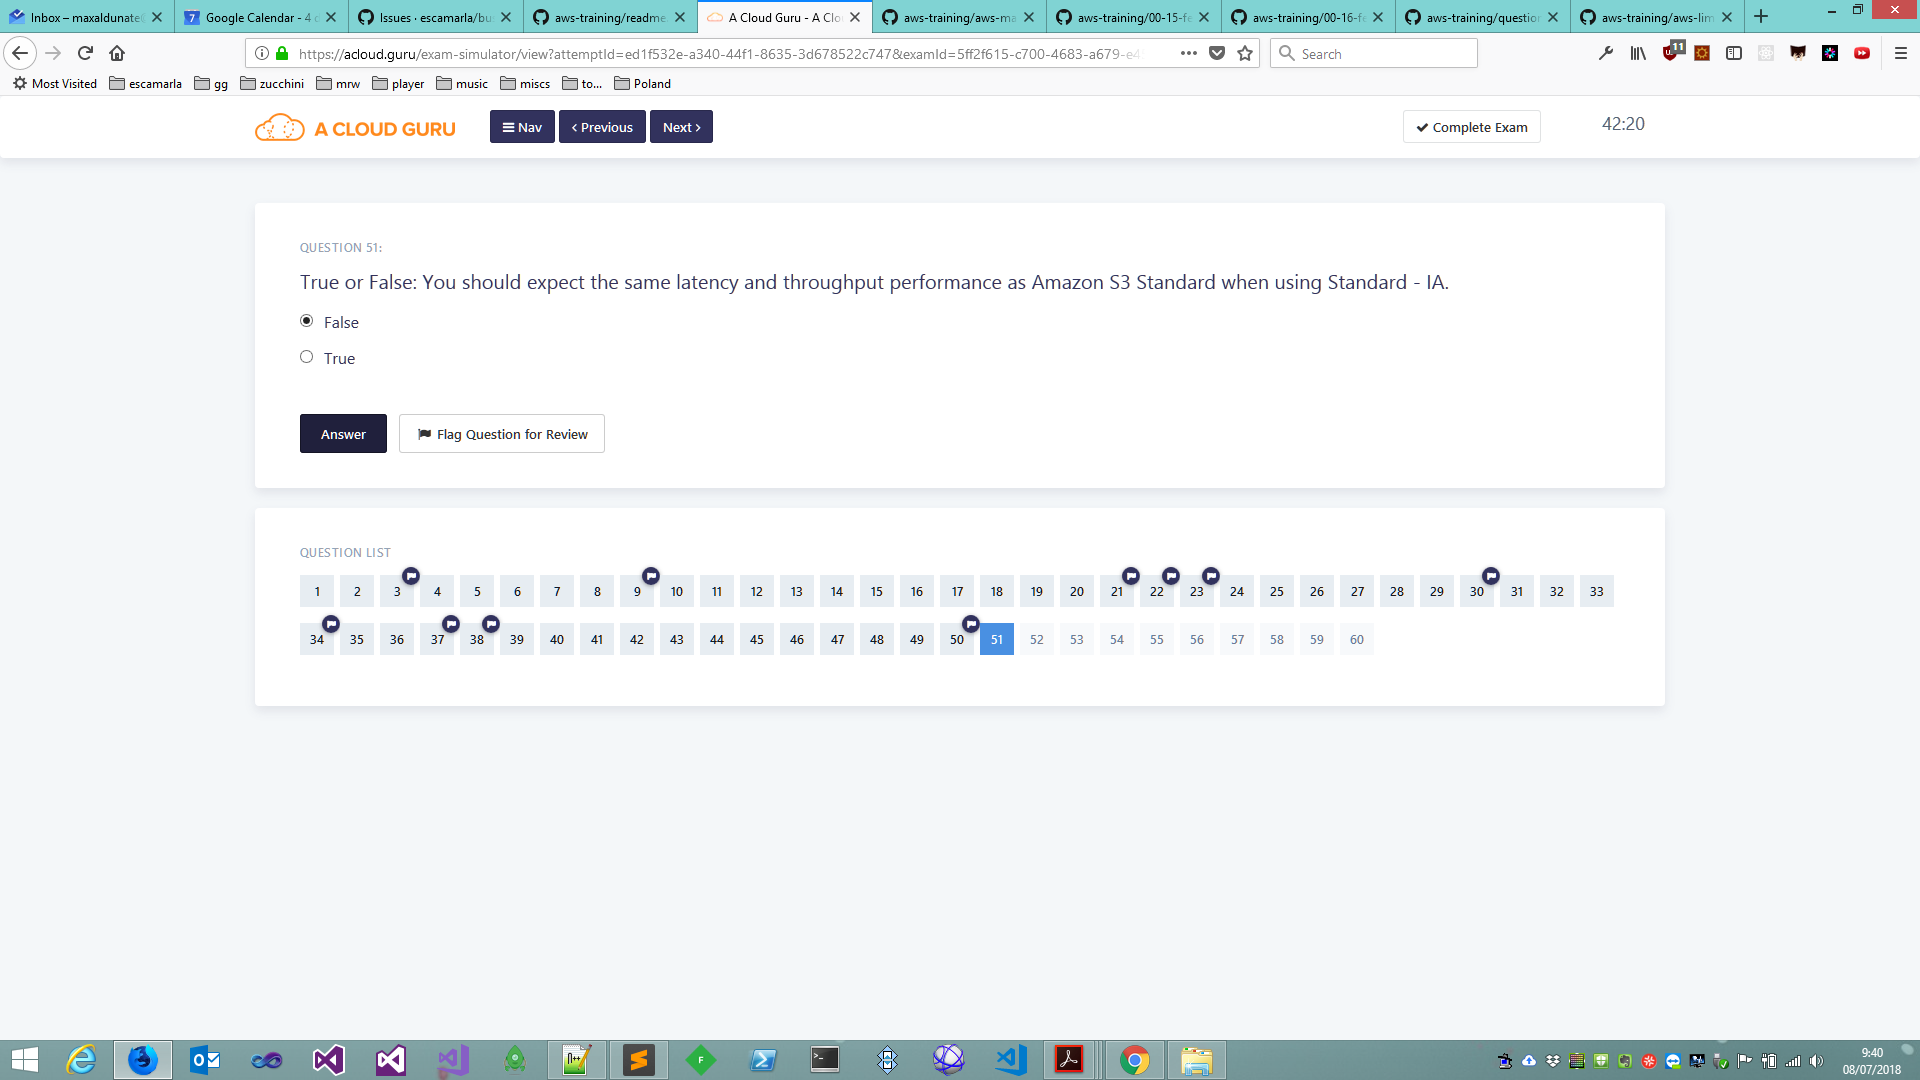 Inbox – maxaldunate
Google Calendar - 4 d
Issues · escamarla/bu
aws-training/readme.
A Cloud Guru - A Clo
aws-training/aws-ma
aws-training/00-15-fe
aws-training/00-16-fe
aws-training/question
aws-training/aws-lim
https://acloud.guru/exam-simulator/view?attemptId=ed1f532e-a340-44f1-8635-3d678522c747&examId=5ff2f615-c700-4683-a679-e4
Search
11
Most Visited
escamarla
gg
zucchini
mrw
player
music
miscs
to...
Poland
A CLOUD GURU
Nav
Previous
Next
Complete Exam
42:20
QUESTION 51:
True or False: You should expect the same latency and throughput performance as Amazon S3 Standard when using Standard - IA.
False
True
Answer
Flag Question for Review
QUESTION LIST
1 2 3 4 5 6 7 8 9 10 11 12 13 14 15 16 17 18 19 20 21 22 23 24 25 26 27 28 29 30 31 32 33
34 35 36 37 38 39 40 41 42 43 44 45 46 47 48 49 50 51 52 53 54 55 56 57 58 59 60
9:40
08/07/2018